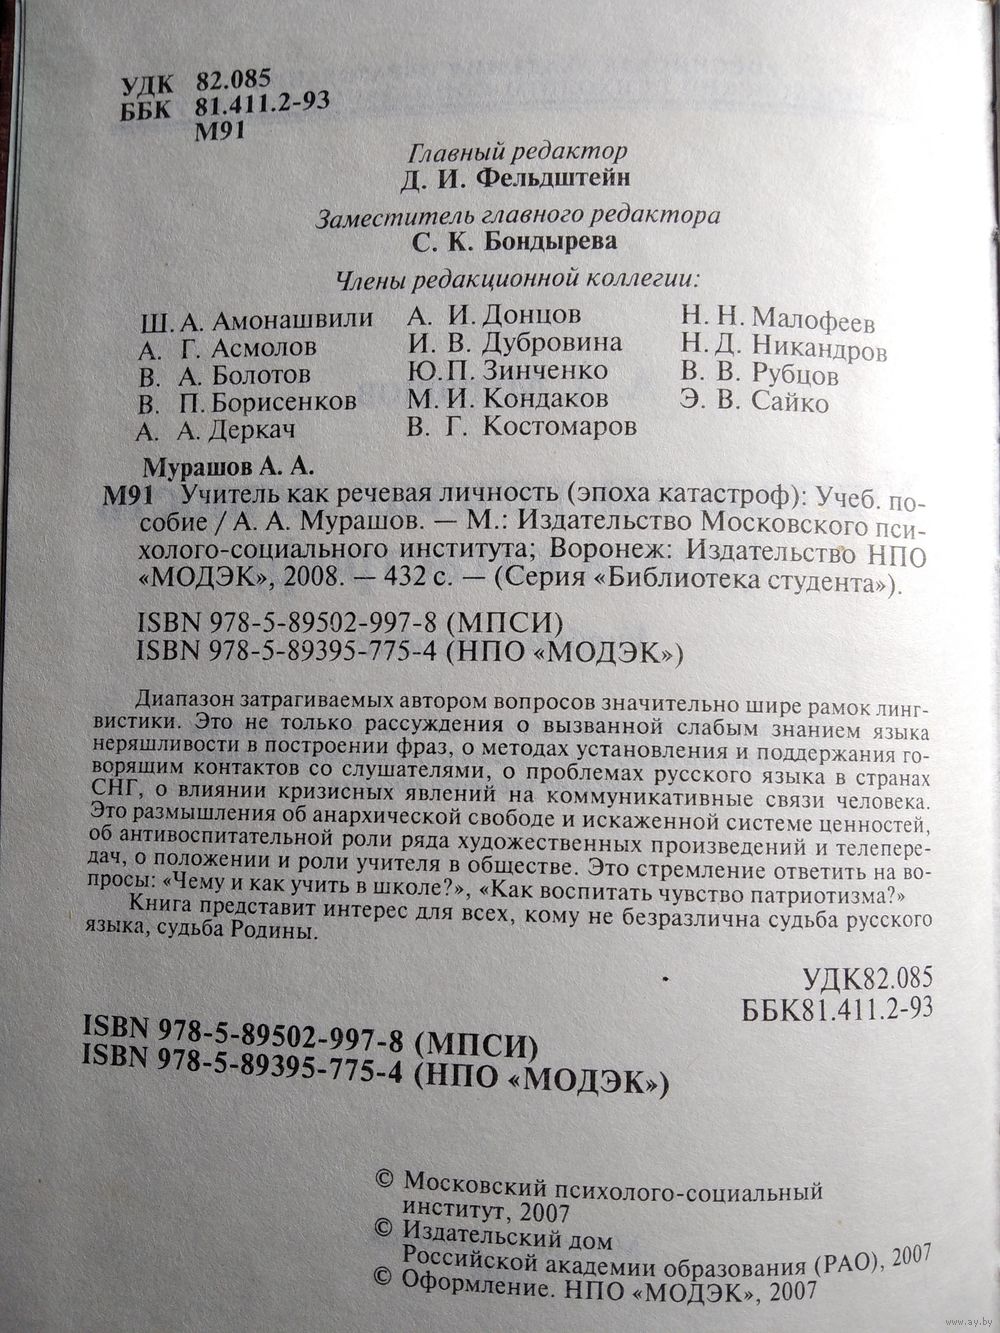 УДК 82.085
ББК 81.411.2-93
М91
Главный редактор
Д. И. Фельдштейн
Заместитель главного редактора
С. К. Бондырева
Члены редакционной коллегии:
Ш. А. Амонашвили
А. Г. Асмолов
В. А. Болотов
В. П. Борисенков
А. А. Деркач
А. И. Донцов
И. В. Дубровина
Ю. П. Зинченко
М. И. Кондаков
В. Г. Костомаров
Н. Н. Малофеев
Н. Д. Никандров
В. В. Рубцов
Э. В. Сайко
Мурашов А. А.
М91 Учитель как речевая личность (эпоха катастроф): Учеб. по-
собие / А. А. Мурашов. — М.: Издательство Московского пси-
холого-социального института; Воронеж: Издательство НПО
«МОДЭК», 2008. — 432 с. — (Серия «Библиотека студента»).
ISBN 978-5-89502-997-8 (МПСИ)
ISBN 978-5-89395-775-4 (НПО «МОДЭК»)
Диапазон затрагиваемых автором вопросов значительно шире рамок линг-
вистики. Это не только рассуждения о вызванной слабым знанием языка
неряшливости в построении фраз, о методах установления и поддержания го-
ворящим контактов со слушателями, о проблемах русского языка в странах
СНГ, о влиянии кризисных явлений на коммуникативные связи человека.
Это размышления об анархической свободе и искаженной системе ценностей,
об антивоспитательной роли ряда художественных произведений и телепере-
дач, о положении и роли учителя в обществе. Это стремление ответить на во-
просы: «Чему и как учить в школе?», «Как воспитать чувство патриотизма?»
Книга представит интерес для всех, кому не безразлична судьба русского
языка, судьба Родины.
УДК82.085
ББК81.411.2-93
ISBN 978-5-89502-997-8 (МПСИ)
ISBN 978-5-89395-775-4 (НПО «МОДЭК»)
© Московский психолого-социальный
институт, 2007
© Издательский дом
Российской академии образования (РАО), 2007
© Оформление. НПО «МОДЭК», 2007
www.ay.by